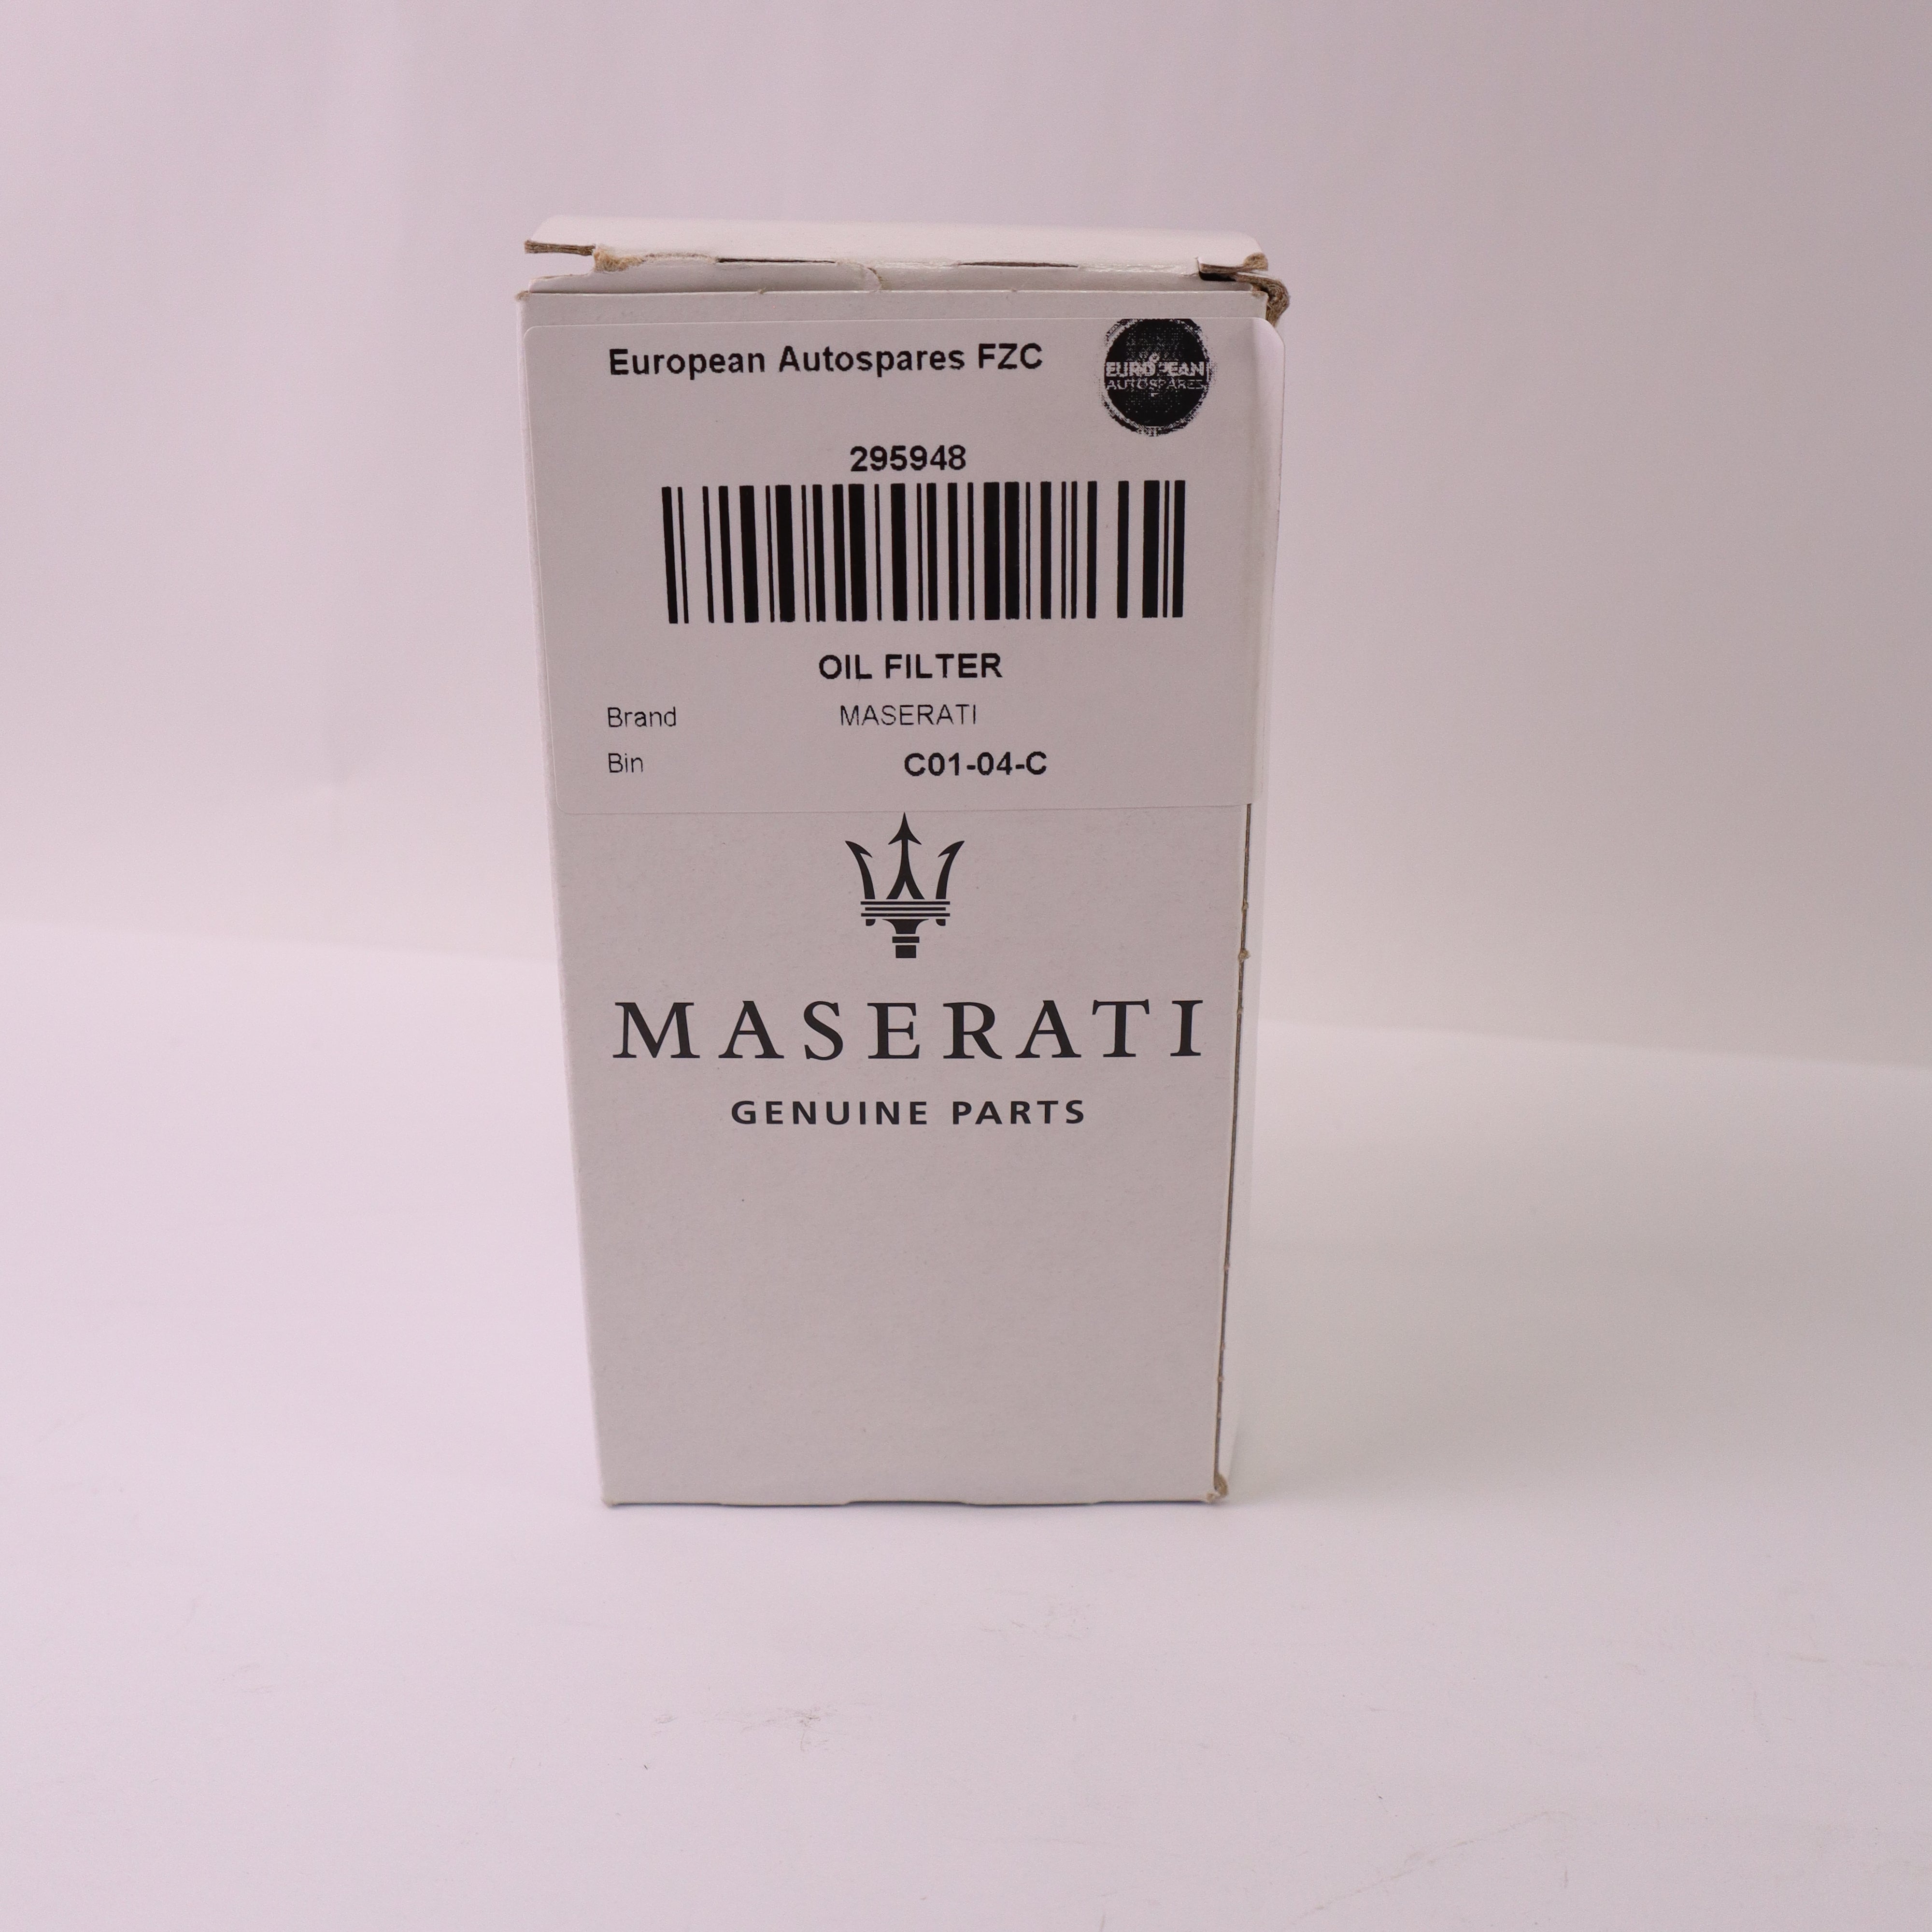 European Autospares FZC
EUROPEAN
AUTOSPARES
295948
OIL FILTER
Brand MASERATI
Bin C01-04-C
MASERATI
GENUINE PARTS